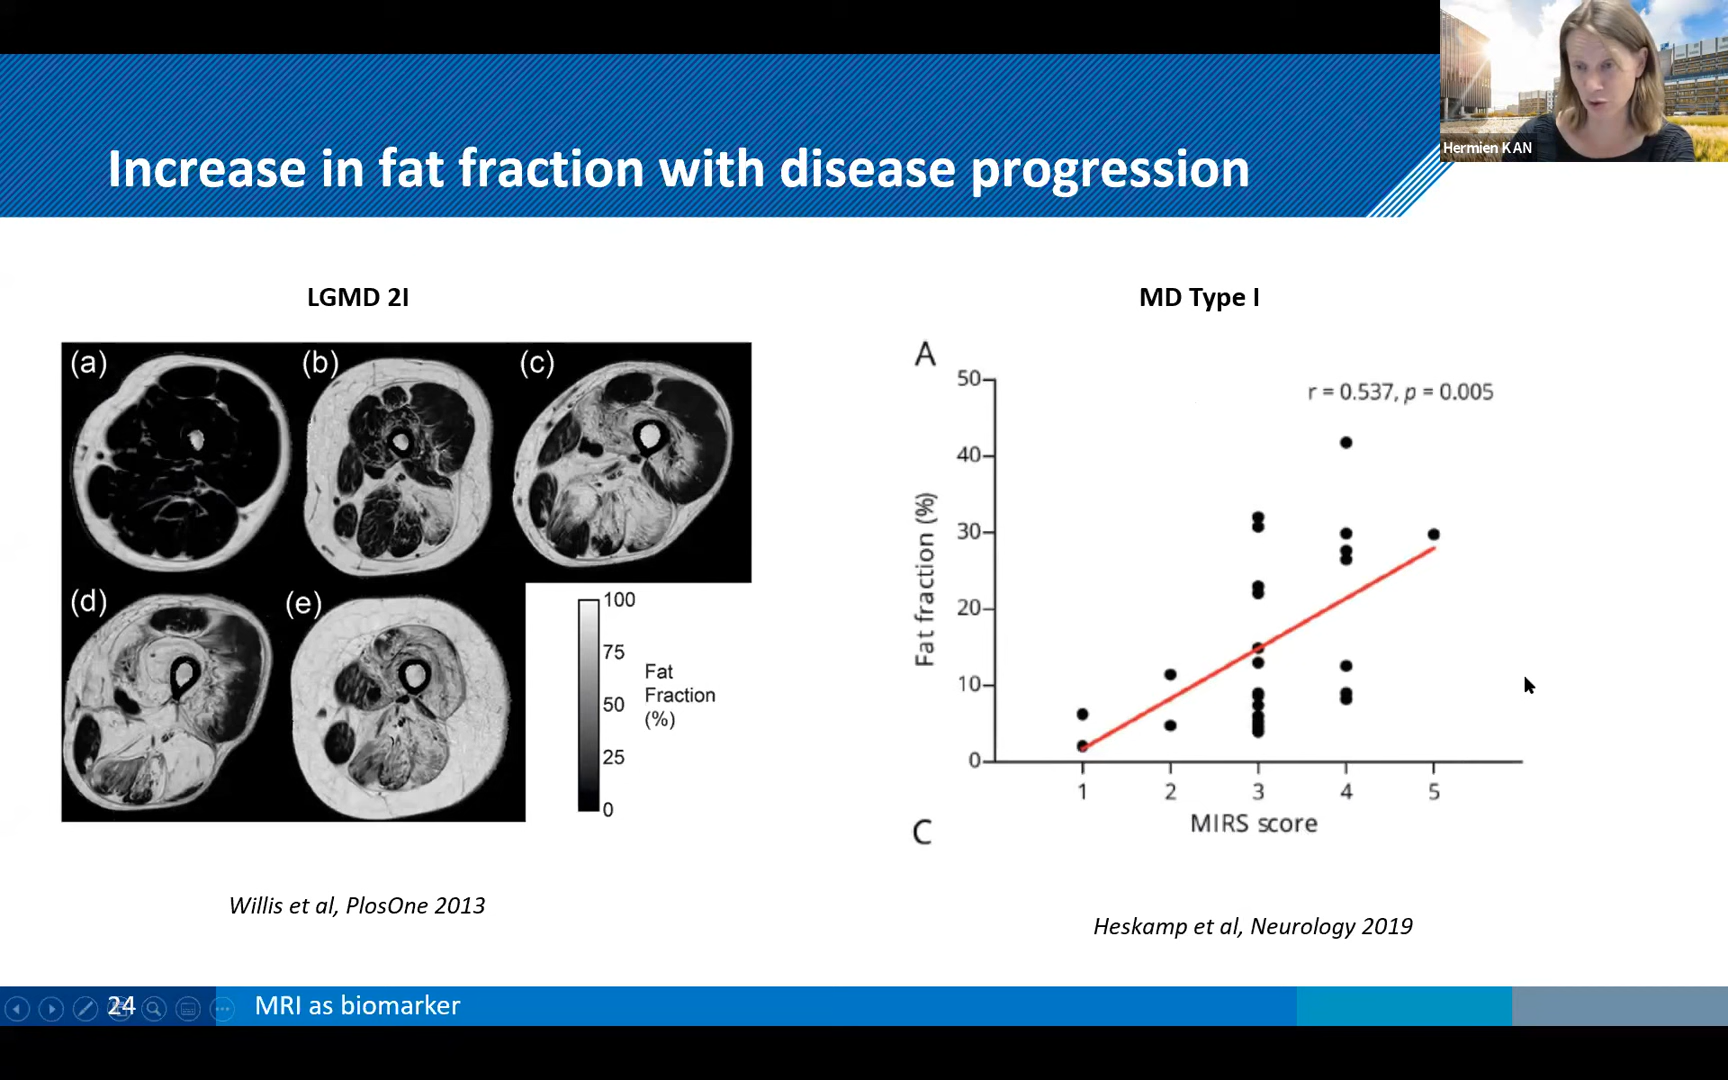 Hermien KAN
Increase in fat fraction with disease progression
LGMD 2I
MD Type I
(a)
(b)
(c)
(d)
(e)
100
75
50
25
0
Fat
Fraction
(%)
Willis et al, PlosOne 2013
A
r = 0.537, p = 0.005
50
40
30
20
10
0
Fat fraction (%)
1 2 3 4 5
MIRS score
C
Heskamp et al, Neurology 2019
24
MRI as biomarker